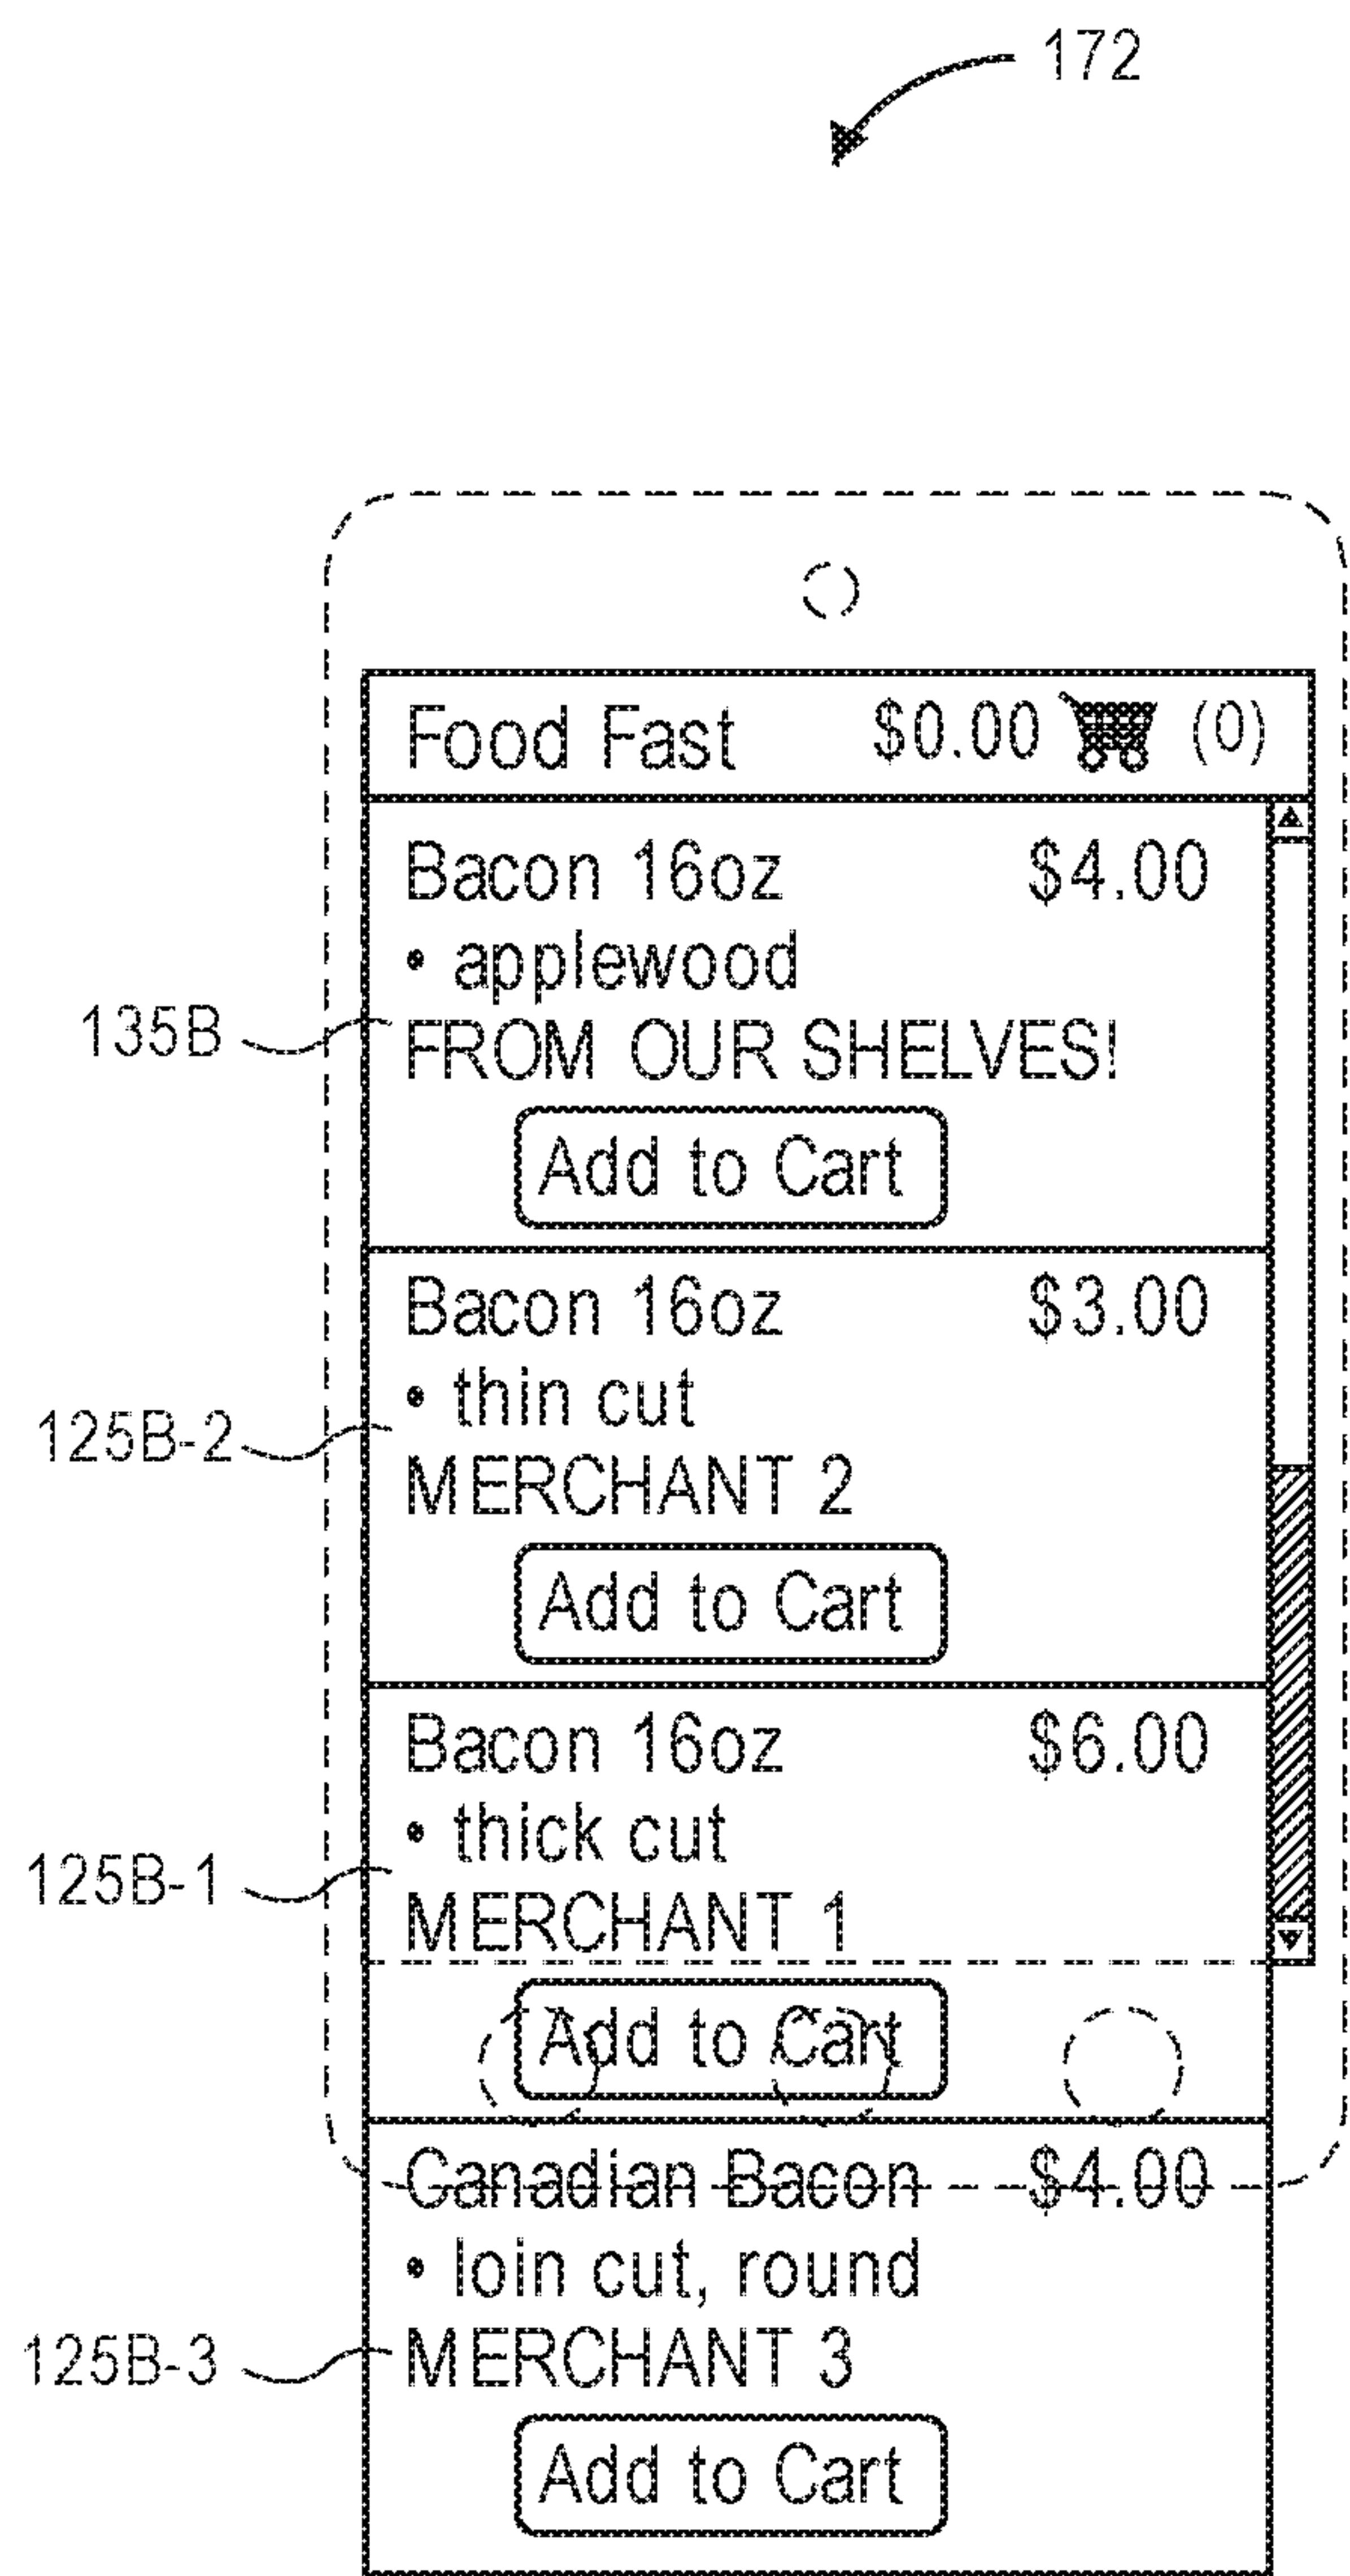 172
Food Fast $0.00 (0)
Bacon 16oz $4.00
• applewood
135B
FROM OUR SHELVES!
Add to Cart
Bacon 16oz $3.00
• thin cut
125B-2
MERCHANT 2
Add to Cart
Bacon 16oz $6.00
• thick cut
125B-1
MERCHANT 1
Add to Cart
Canadian Bacon $4.00
• loin cut, round
125B-3 MERCHANT 3
Add to Cart